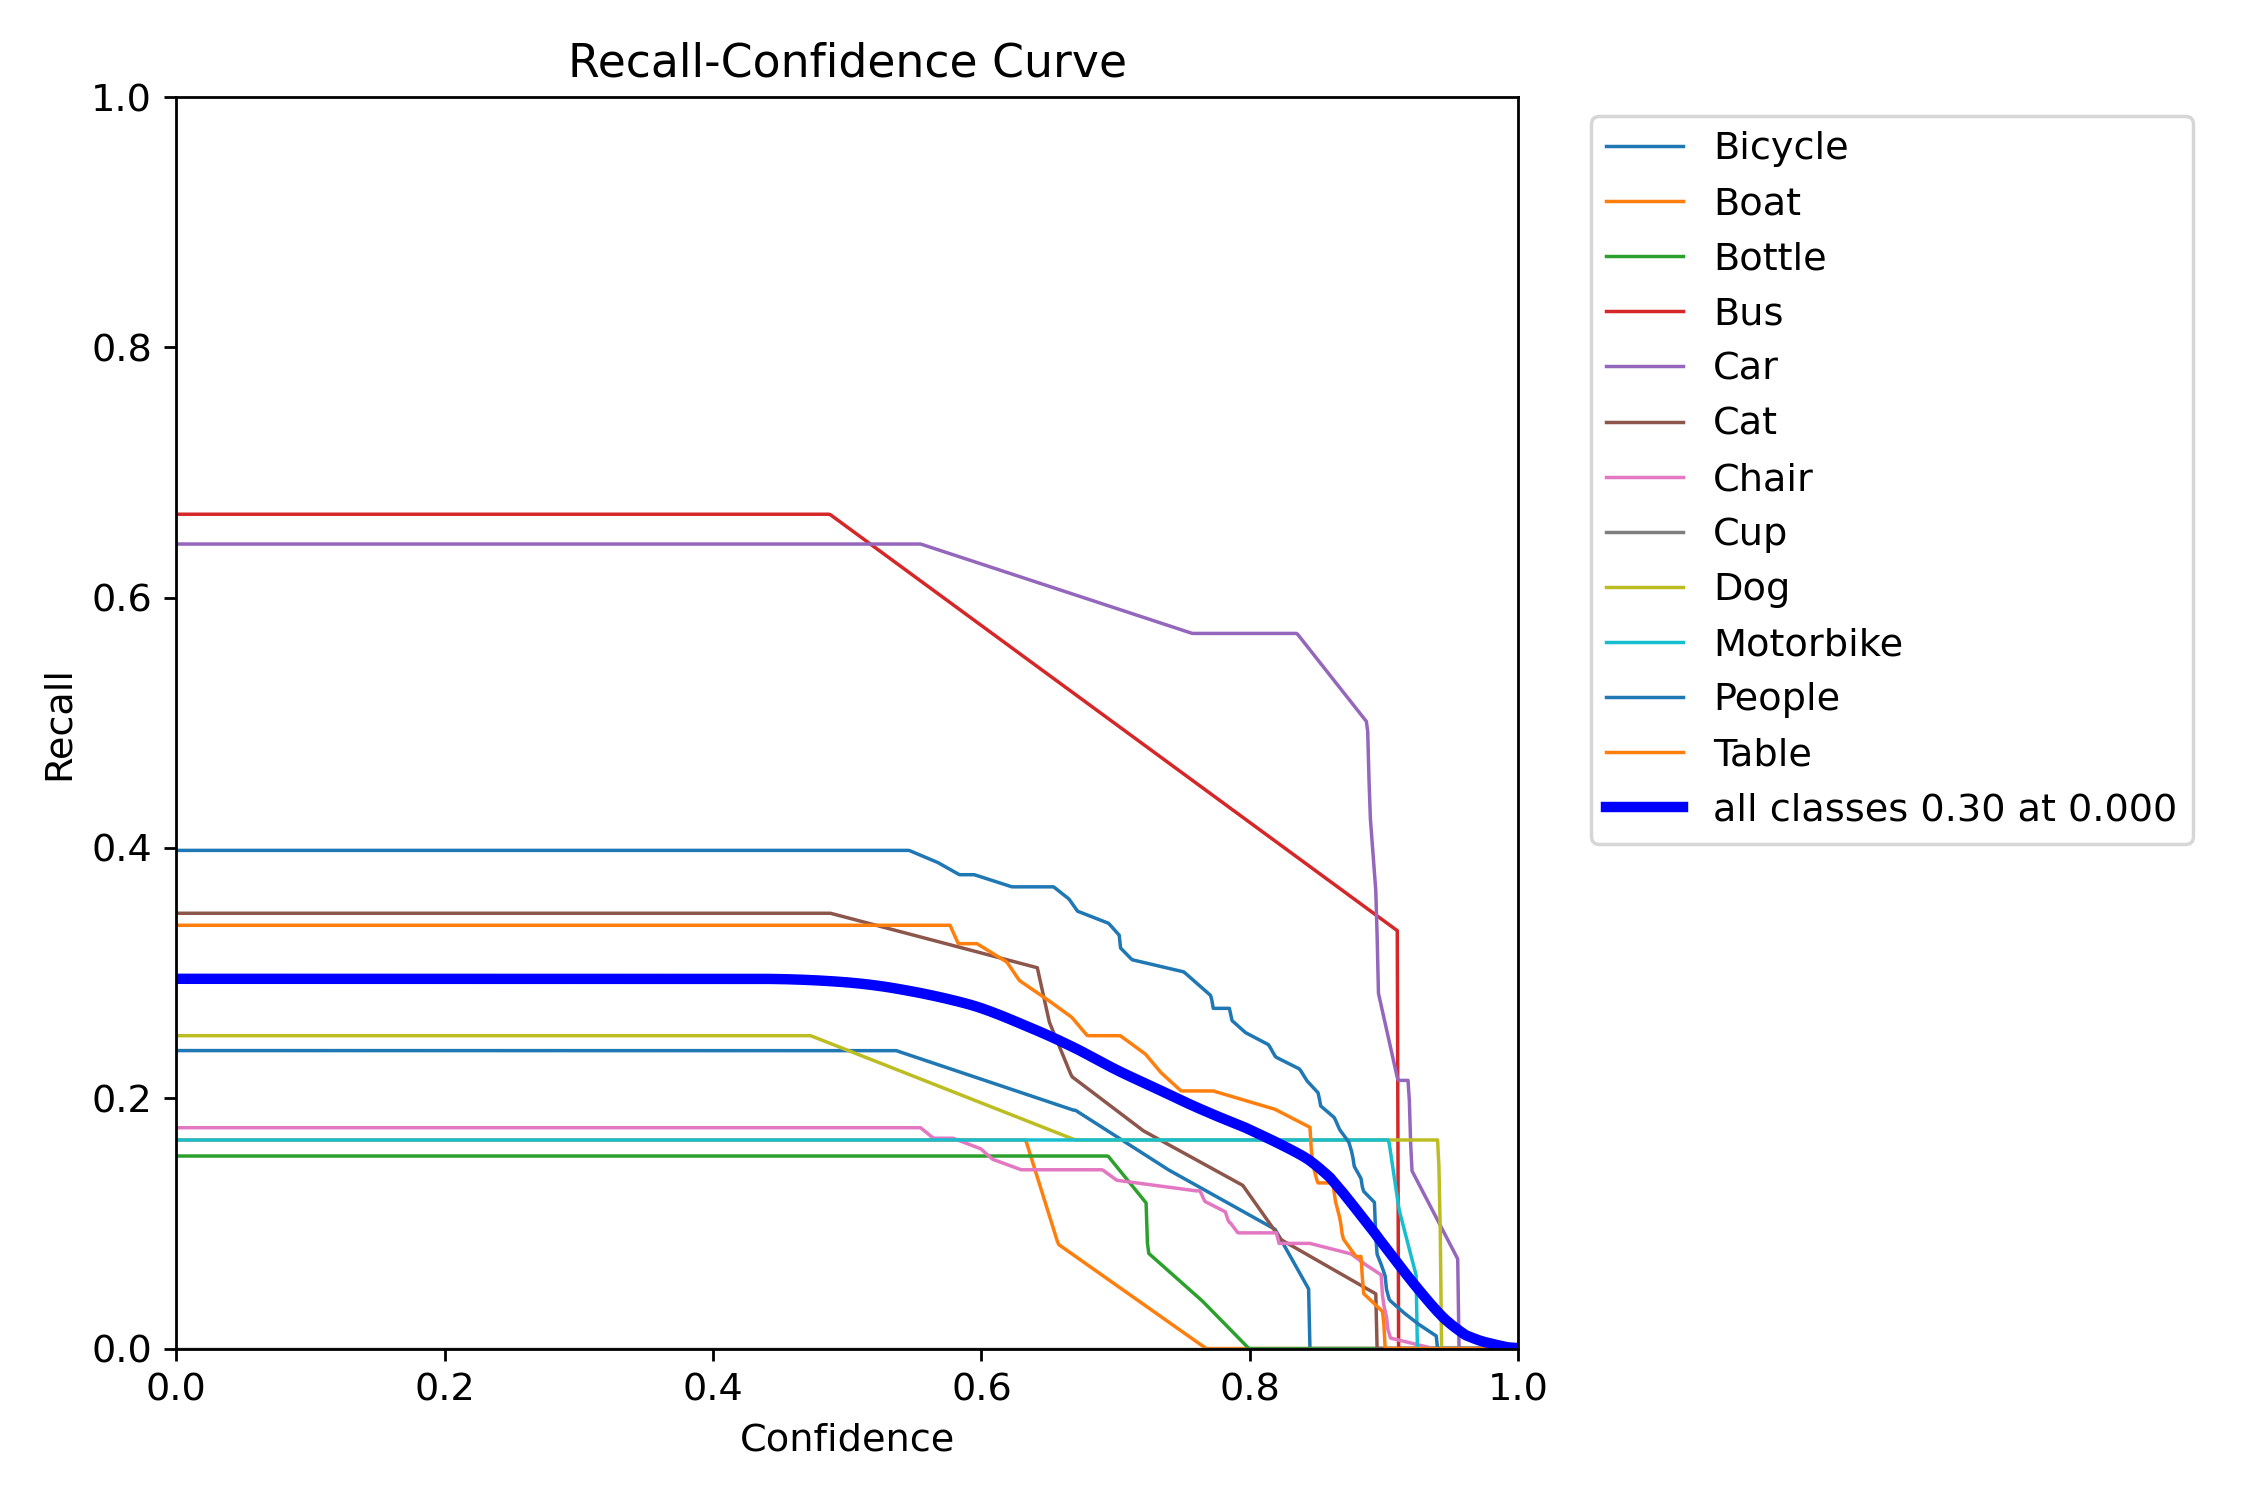 Recall-Confidence Curve
1.0
0.8
0.6
0.4
0.2
0.0
Recall
0.0 0.2 0.4 0.6 0.8 1.0
Confidence
Bicycle
Boat
Bottle
Bus
Car
Cat
Chair
Cup
Dog
Motorbike
People
Table
all classes 0.30 at 0.000